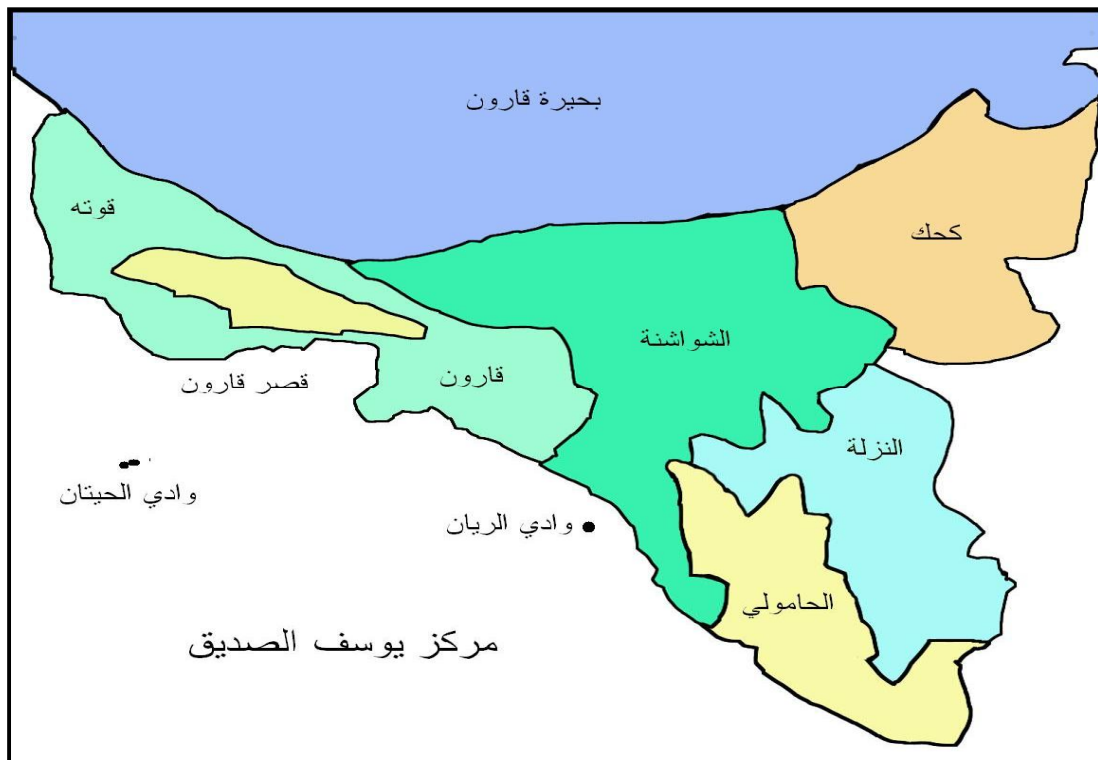 بحيرة قارون
قوته
كحك
الشواشنة
قارون
قصر قارون
النزلة
وادي الحيتان
وادي الريان
الحامولي
مركز يوسف الصديق